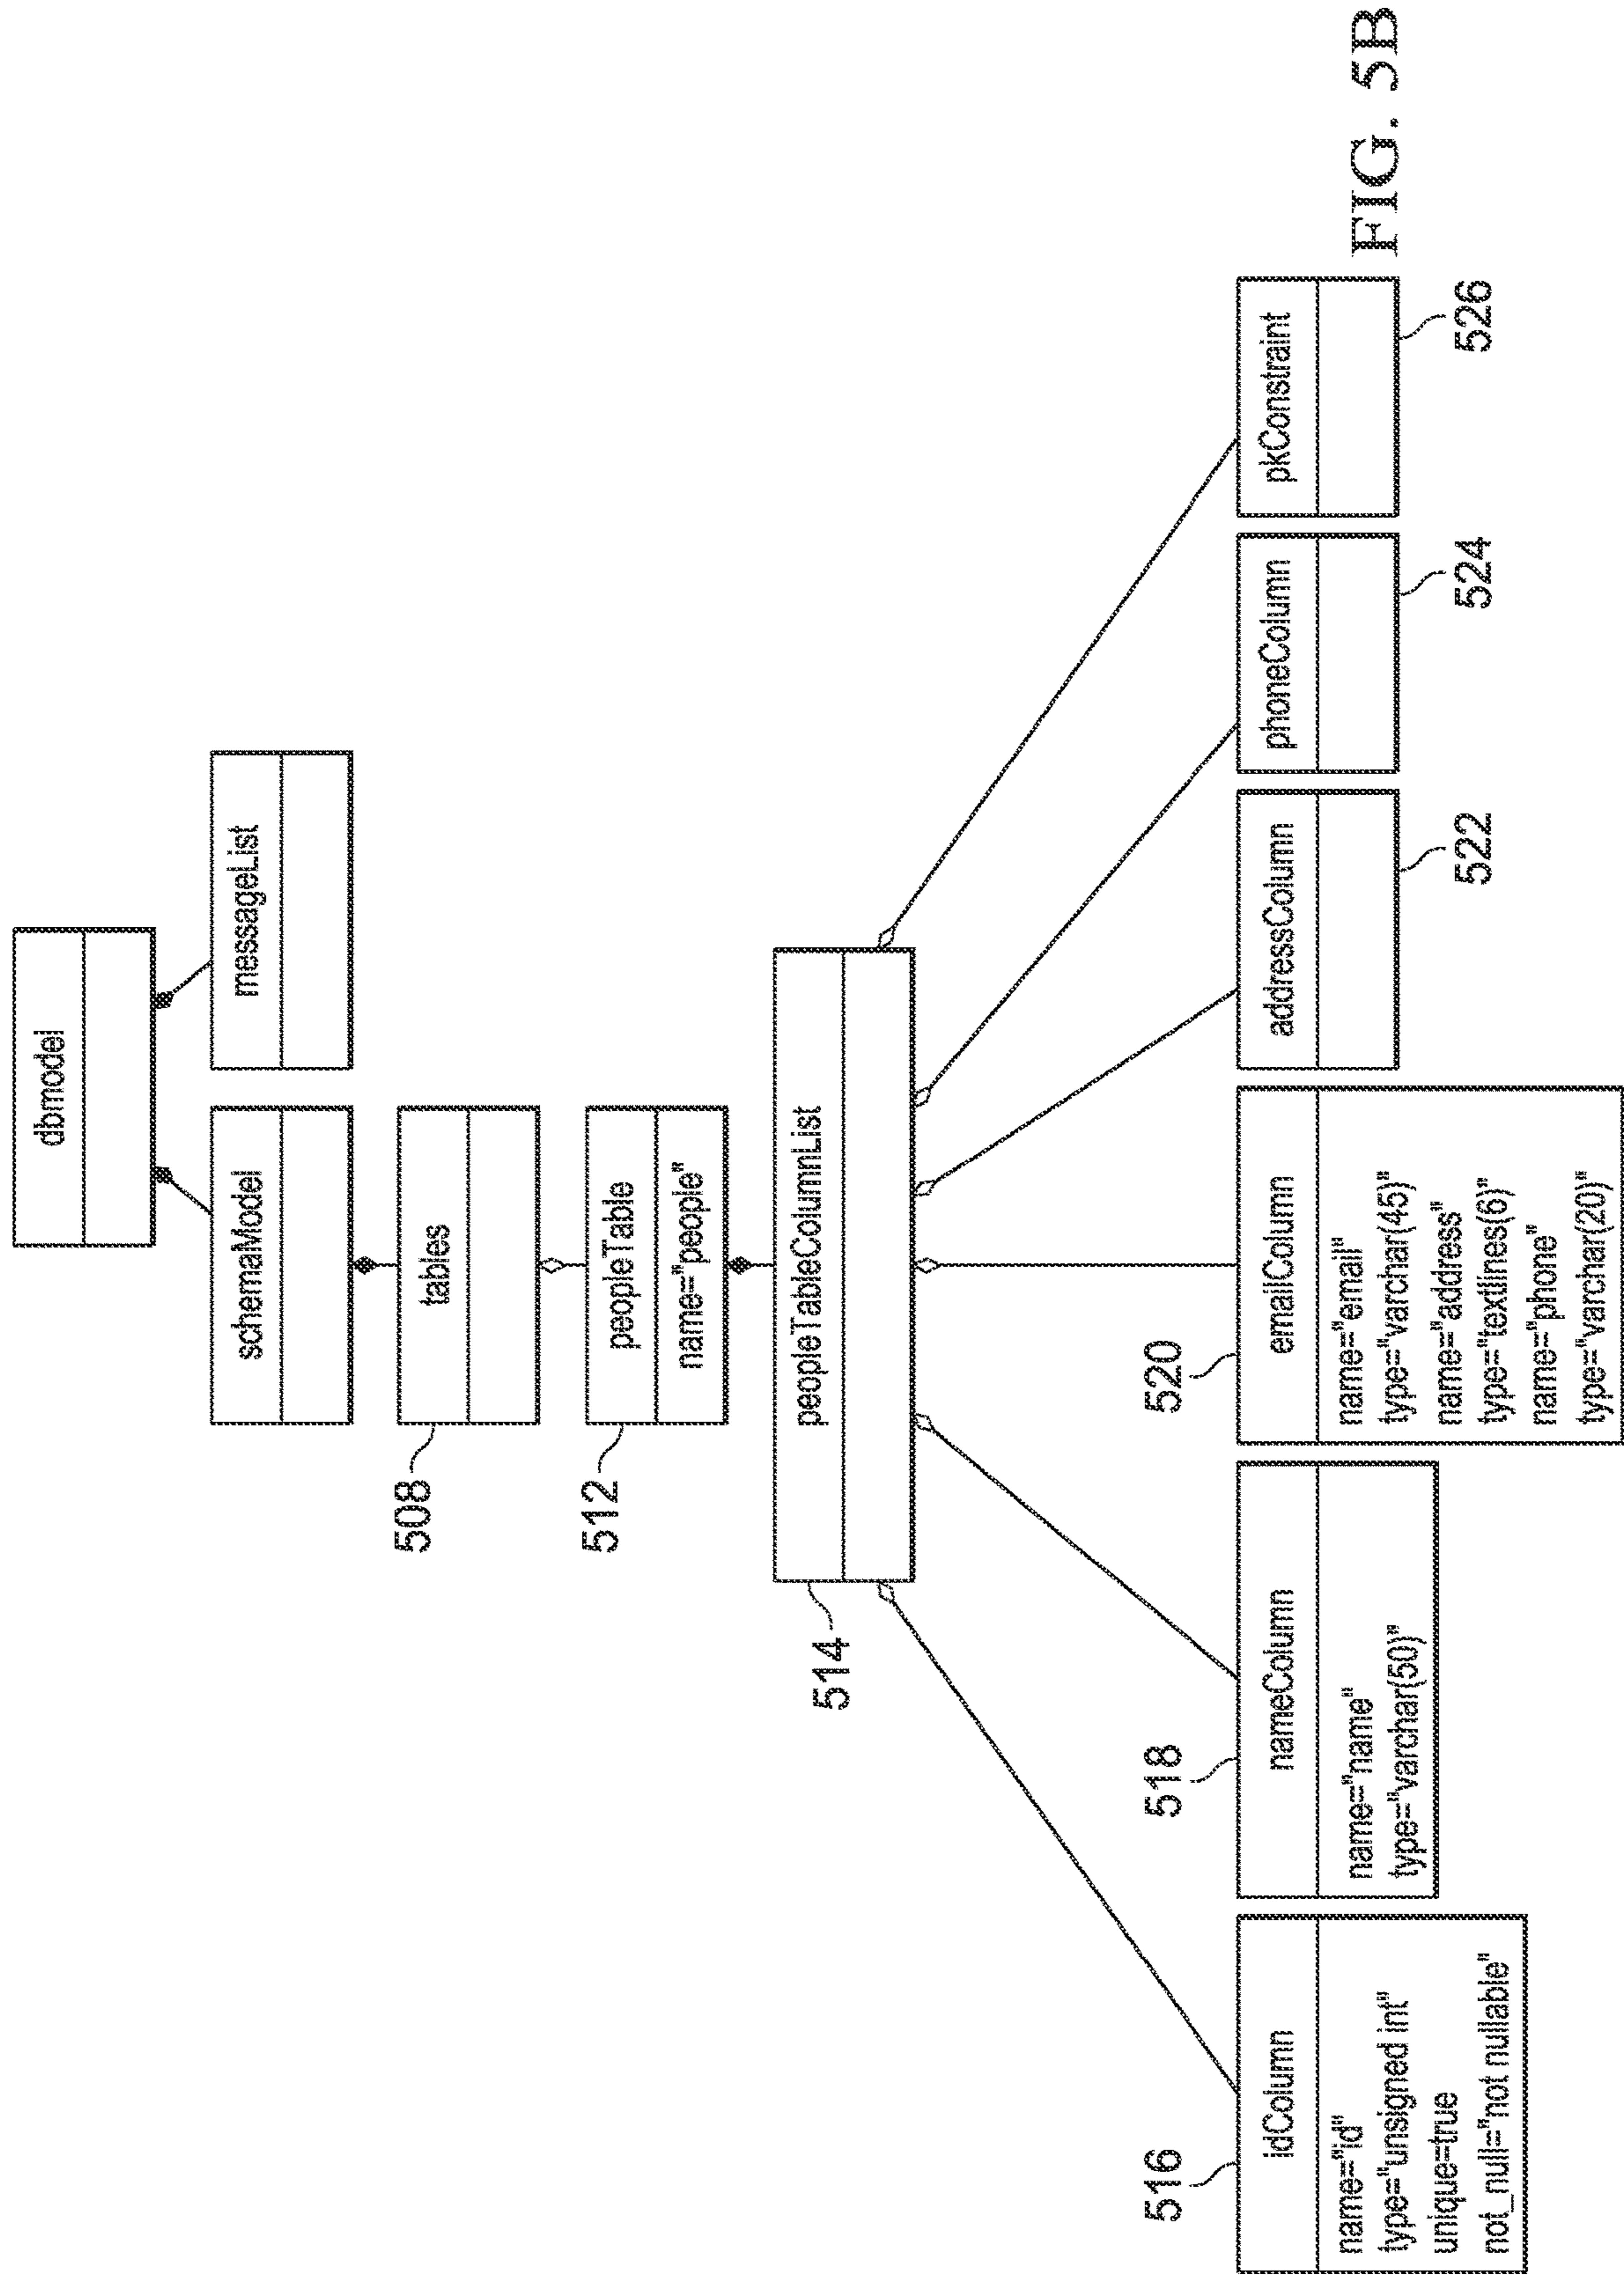 dbmodel
schemaModel
messageList
508
tables
512
peopleTable
name="people"
514
peopleTableColumnList
516
idColumn
name="id"
type="unsigned int"
unique=true
not_null="not nullable"
518
nameColumn
name="name"
type="varchar(50)"
520
emailColumn
name="email"
type="varchar(45)"
name="address"
type="textlines(6)"
name="phone"
type="varchar(20)"
addressColumn
522
phoneColumn
524
pkConstraint
526
FIG. 5B